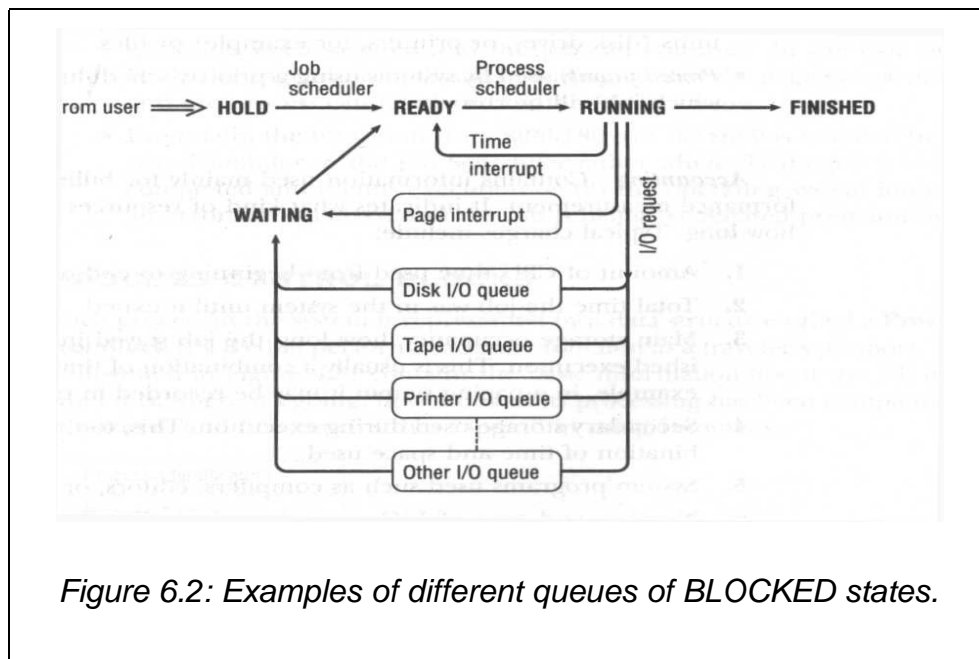 Job
scheduler
Process
scheduler
rom user
HOLD
READY
RUNNING
FINISHED
Time
interrupt
WAITING
Page interrupt
I/O request
Disk I/O queue
Tape I/O queue
Printer I/O queue
Other I/O queue
Figure 6.2: Examples of different queues of BLOCKED states.